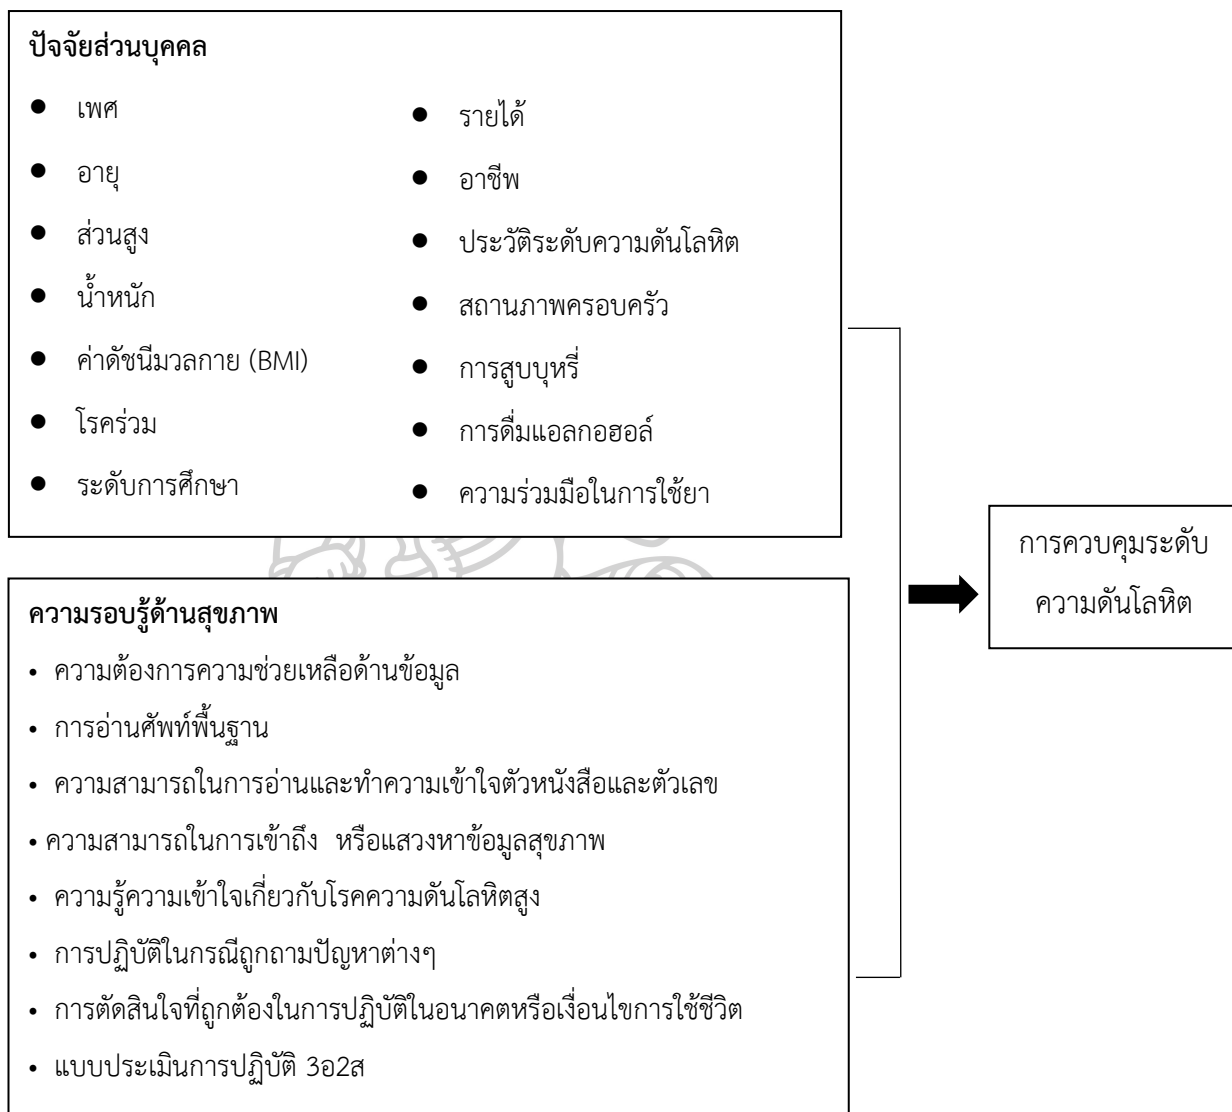 ปัจจัยส่วนบุคคล
● เพศ
● อายุ
● ส่วนสูง
● น้ำหนัก
● ค่าดัชนีมวลกาย (BMI)
● โรคร่วม
● ระดับการศึกษา
● รายได้
● อาชีพ
● ประวัติระดับความดันโลหิต
● สถานภาพครอบครัว
● การสูบบุหรี่
● การดื่มแอลกอฮอล์
● ความร่วมมือในการใช้ยา
ความรอบรู้ด้านสุขภาพ
• ความต้องการความช่วยเหลือด้านข้อมูล
• การอ่านศัพท์พื้นฐาน
• ความสามารถในการอ่านและทำความเข้าใจตัวหนังสือและตัวเลข
• ความสามารถในการเข้าถึง หรือแสวงหาข้อมูลสุขภาพ
• ความรู้ความเข้าใจเกี่ยวกับโรคความดันโลหิตสูง
• การปฏิบัติในกรณีถูกถามปัญหาต่างๆ
• การตัดสินใจที่ถูกต้องในการปฏิบัติในอนาคตหรือเงื่อนไขการใช้ชีวิต
• แบบประเมินการปฏิบัติ 3อ2ส
การควบคุมระดับ
ความดันโลหิต